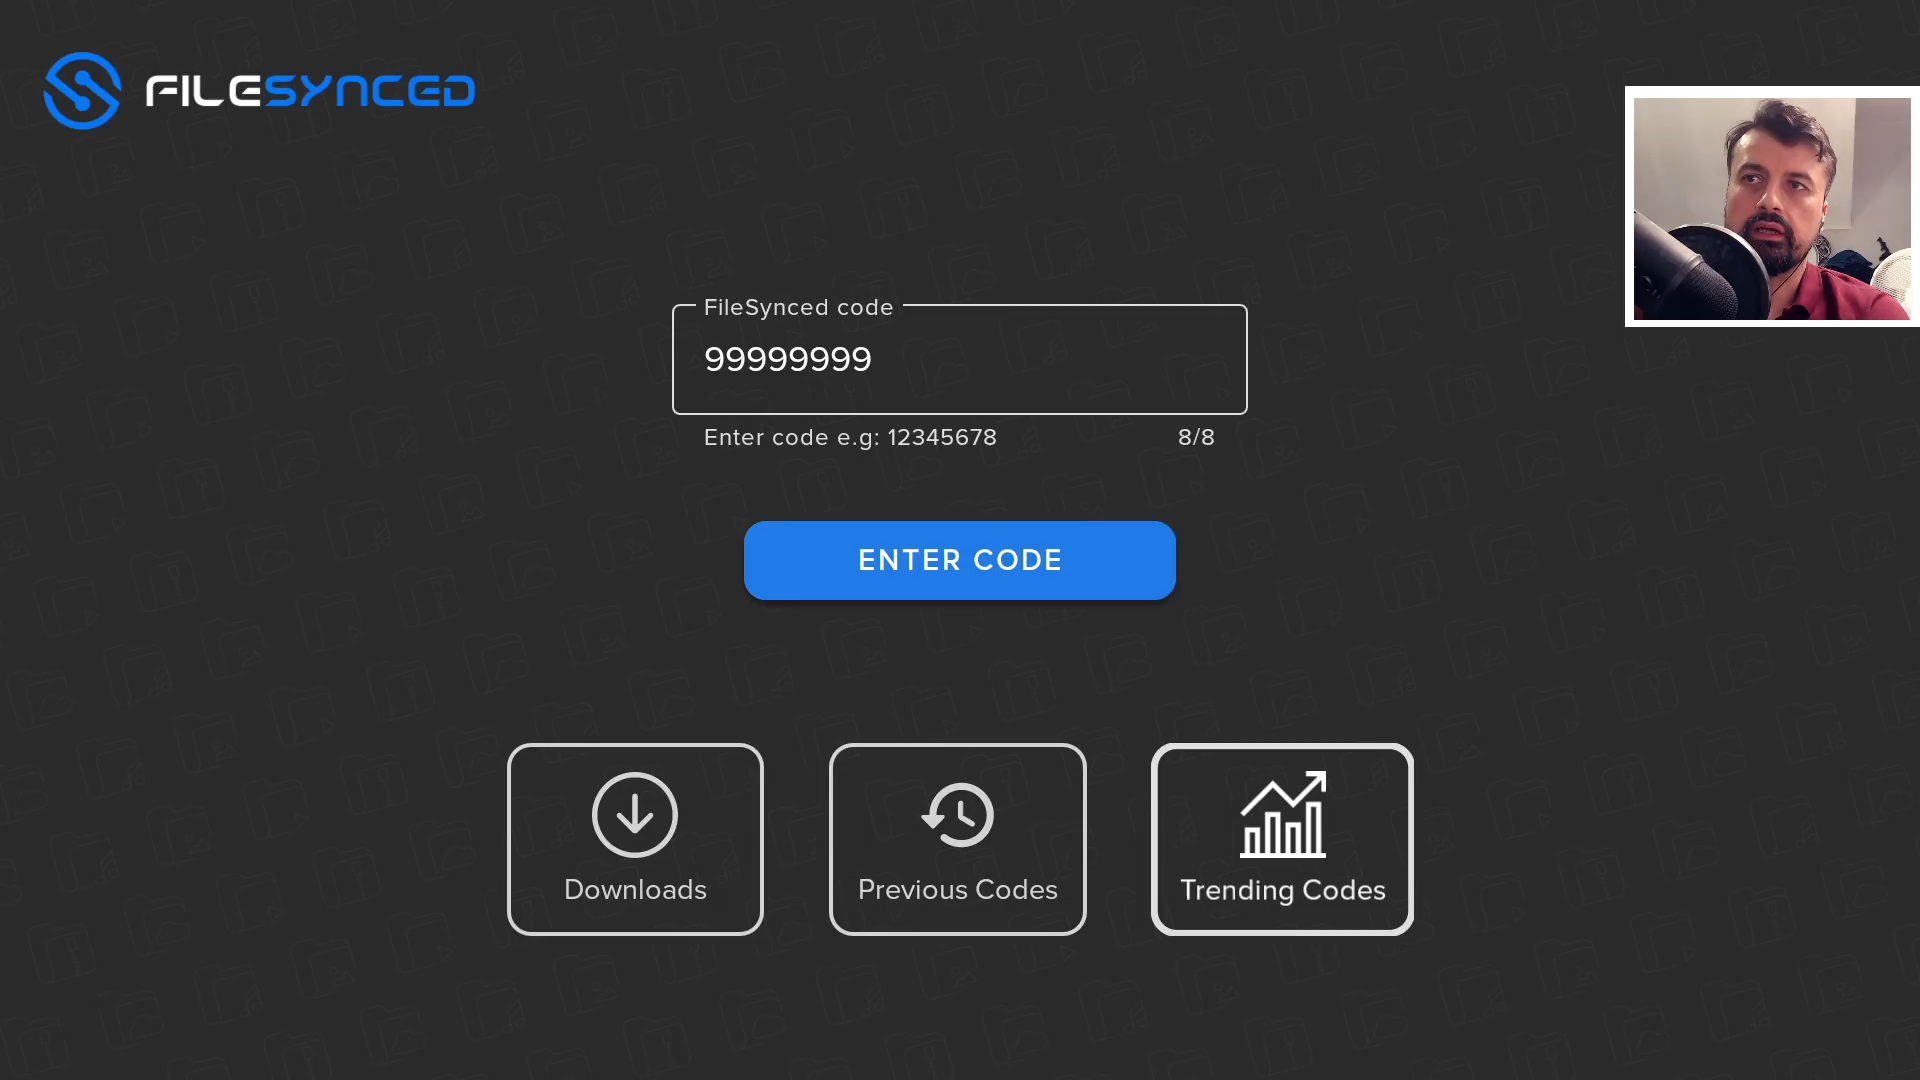 FILESYNCED
FileSynced code
99999999
Enter code e.g: 12345678 8/8
ENTER CODE
Downloads Previous Codes Trending Codes